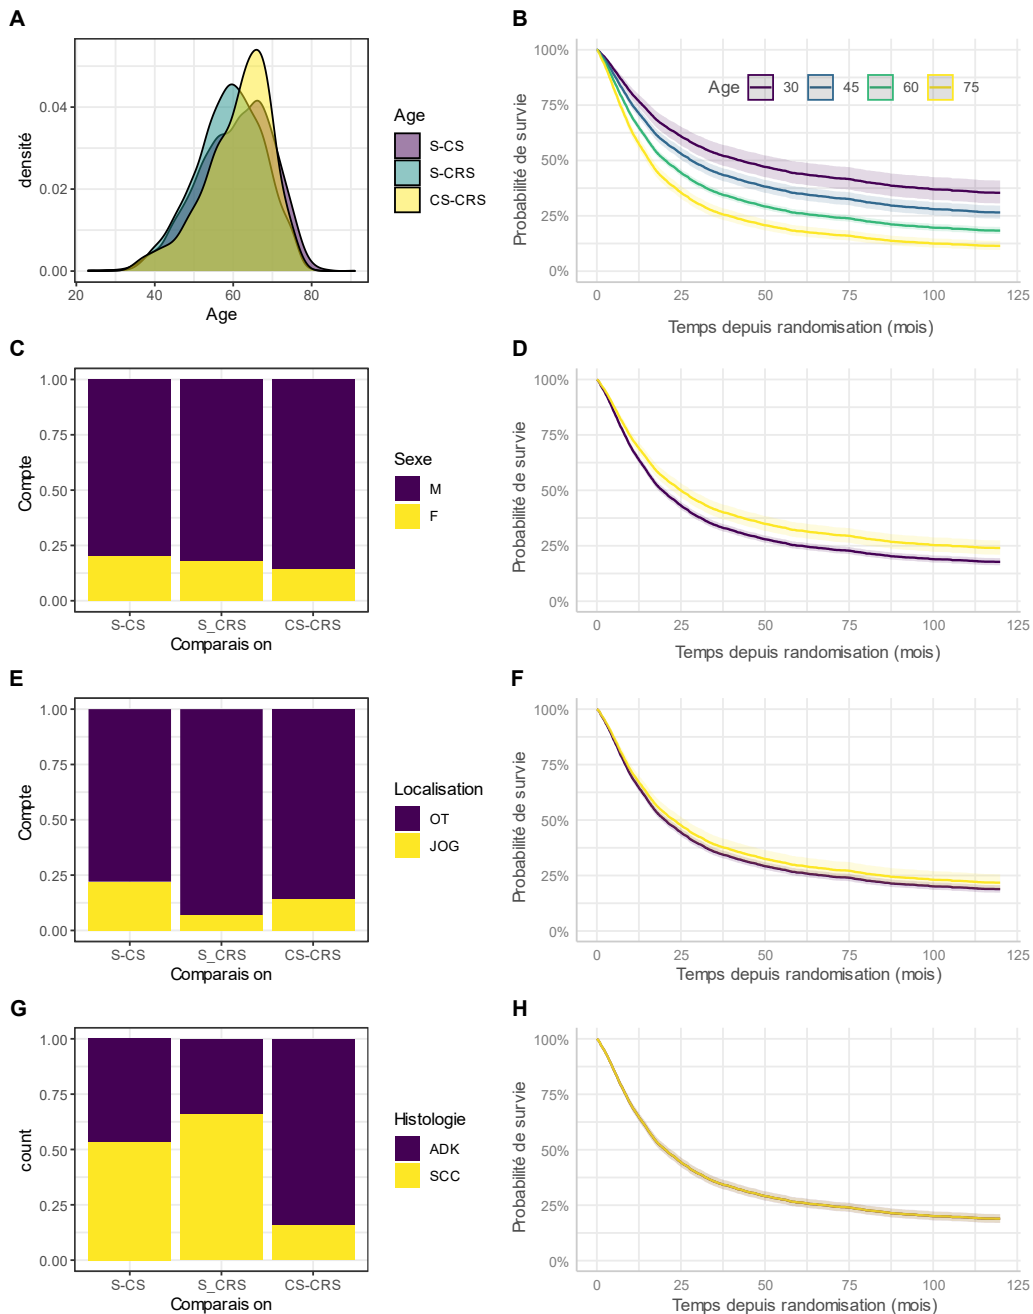 A
densité
0.04
0.02
0.00
20 40 60 80
Age
Age
S-CS
S-CRS
CS-CRS
B
Probabilité de survie
100%
75%
50%
25%
0%
Age 30 45 60 75
0 25 50 75 100 125
Temps depuis randomisation (mois)
C
Compte
1.00
0.75
0.50
0.25
0.00
S-CS S_CRS CS-CRS
Comparais on
Sexe
M
F
D
Probabilité de survie
100%
75%
50%
25%
0%
0 25 50 75 100 125
Temps depuis randomisation (mois)
E
Compte
1.00
0.75
0.50
0.25
0.00
S-CS S_CRS CS-CRS
Comparais on
Localisation
OT
JOG
F
Probabilité de survie
100%
75%
50%
25%
0%
0 25 50 75 100 125
Temps depuis randomisation (mois)
G
count
1.00
0.75
0.50
0.25
0.00
S-CS S_CRS CS-CRS
Comparais on
Histologie
ADK
SCC
H
Probabilité de survie
100%
75%
50%
25%
0%
0 25 50 75 100 125
Temps depuis randomisation (mois)